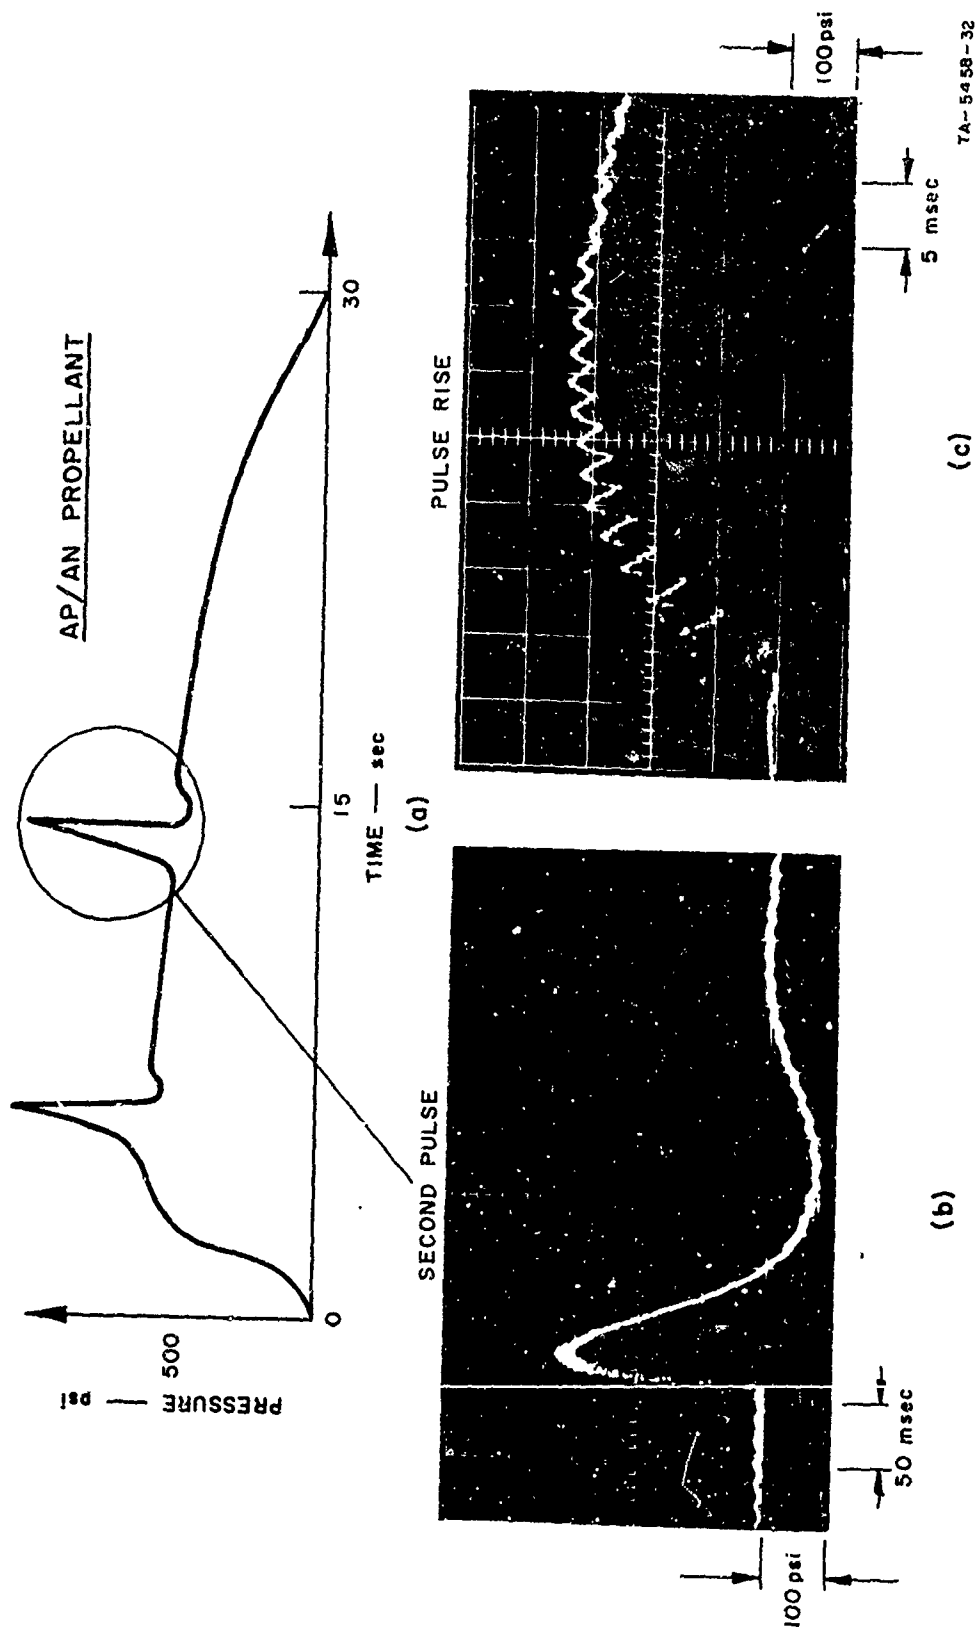 AP/AN PROPELLANT
PRESSURE — psi
500
0
15
30
TIME — sec
(a)
SECOND PULSE
PULSE RISE
100 psi
50 msec
(b)
100 psi
5 msec
(c)
TA-5458-32